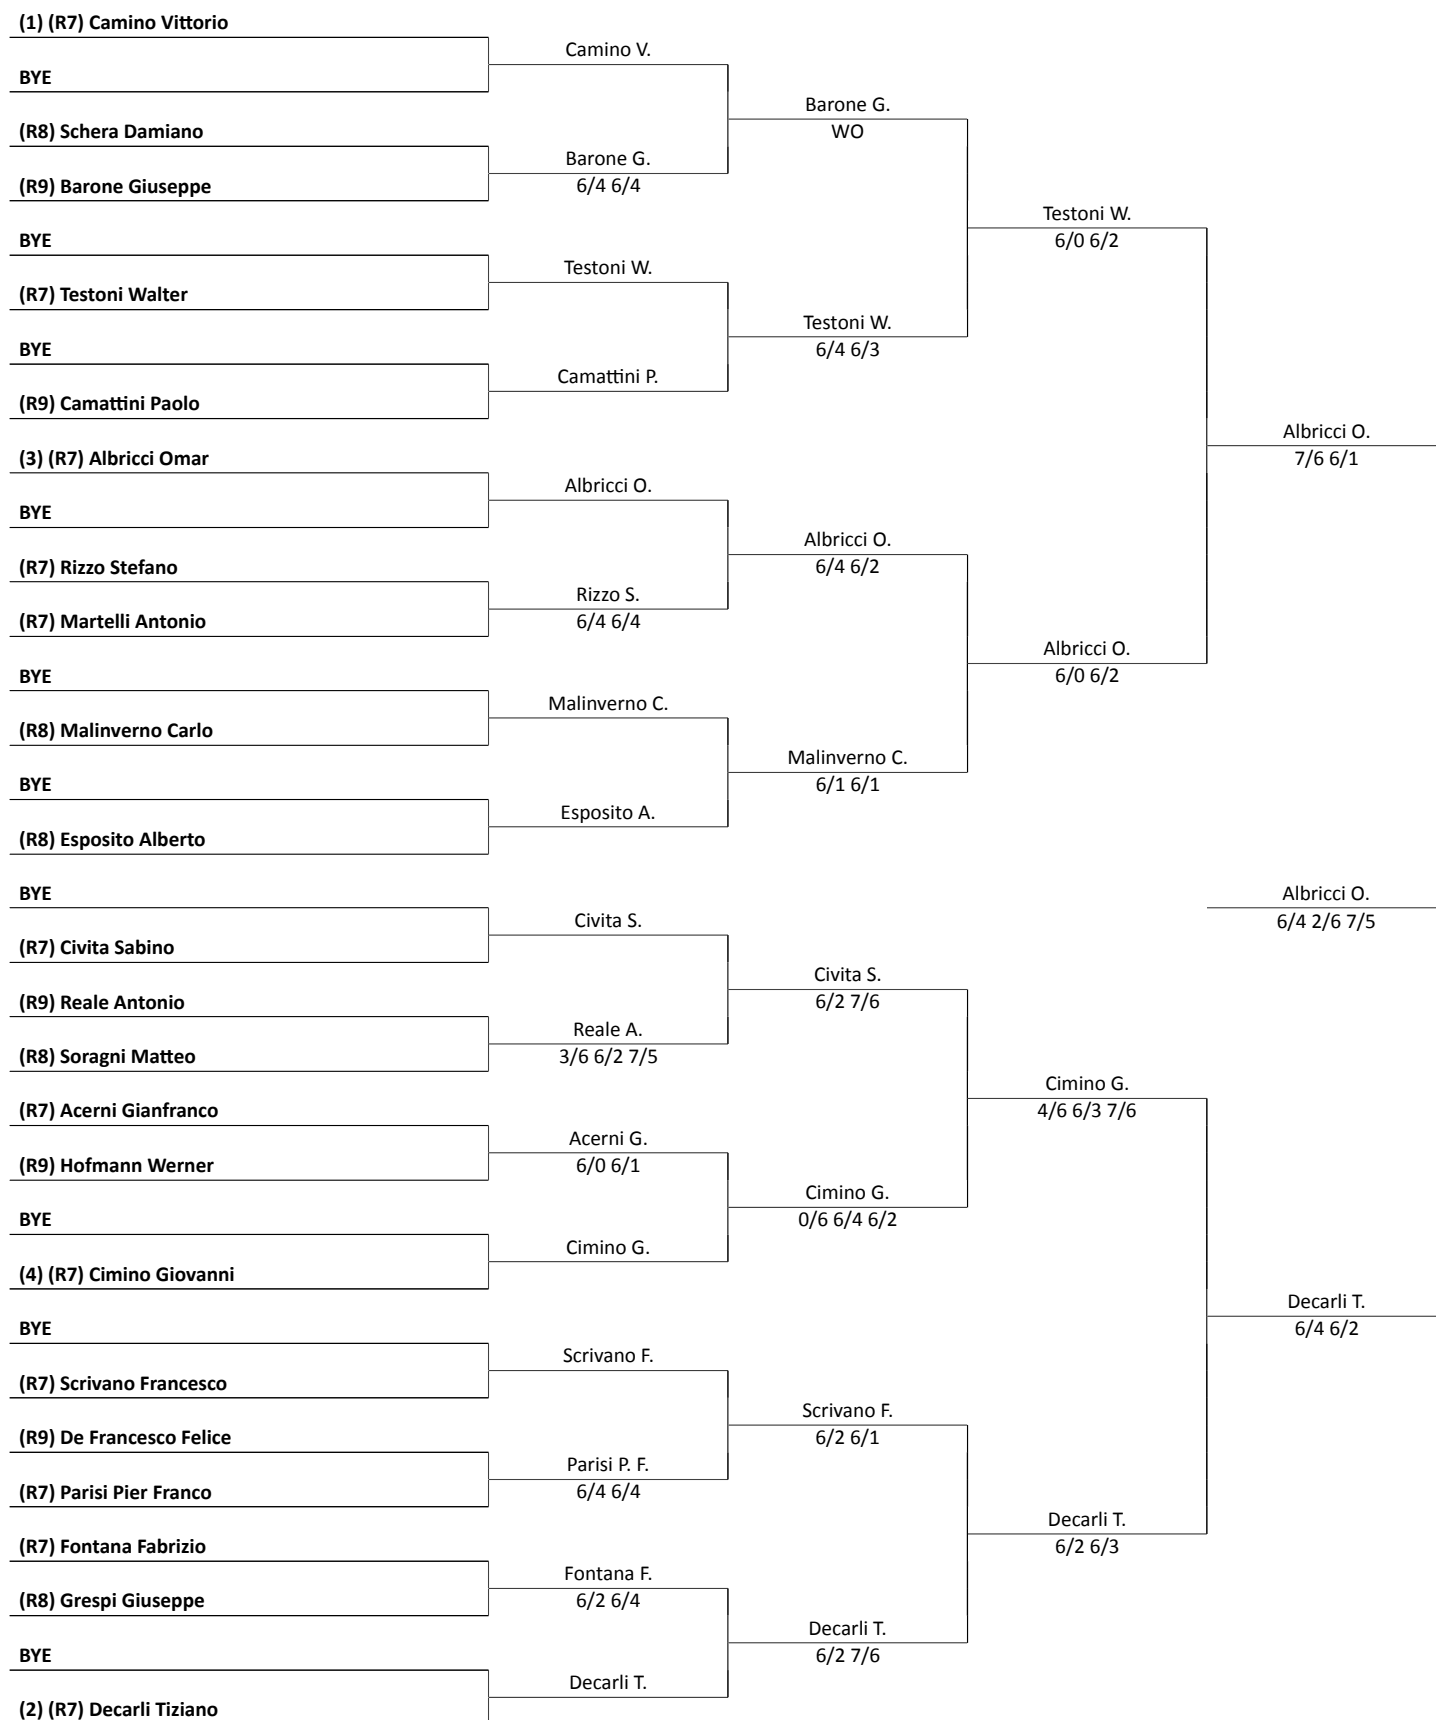 (1) (R7) Camino Vittorio
BYE
(R8) Schera Damiano
(R9) Barone Giuseppe
BYE
(R7) Testoni Walter
BYE
(R9) Camattini Paolo
(3) (R7) Albricci Omar
BYE
(R7) Rizzo Stefano
(R7) Martelli Antonio
BYE
(R8) Malinverno Carlo
BYE
(R8) Esposito Alberto
BYE
(R7) Civita Sabino
(R9) Reale Antonio
(R8) Soragni Matteo
(R7) Acerni Gianfranco
(R9) Hofmann Werner
BYE
(4) (R7) Cimino Giovanni
BYE
(R7) Scrivano Francesco
(R9) De Francesco Felice
(R7) Parisi Pier Franco
(R7) Fontana Fabrizio
(R8) Grespi Giuseppe
BYE
(2) (R7) Decarli Tiziano
Camino V.
Barone G.
6/4 6/4
Testoni W.
Camattini P.
Albricci O.
Rizzo S.
6/4 6/4
Malinverno C.
Esposito A.
Civita S.
Reale A.
3/6 6/2 7/5
Acerni G.
6/0 6/1
Cimino G.
Scrivano F.
Parisi P. F.
6/4 6/4
Fontana F.
6/2 6/4
Decarli T.
Barone G.
WO
Testoni W.
6/4 6/3
Albricci O.
6/4 6/2
Malinverno C.
6/1 6/1
Civita S.
6/2 7/6
Cimino G.
0/6 6/4 6/2
Scrivano F.
6/2 6/1
Decarli T.
6/2 7/6
Testoni W.
6/0 6/2
Albricci O.
6/0 6/2
Cimino G.
4/6 6/3 7/6
Decarli T.
6/2 6/3
Albricci O.
7/6 6/1
Albricci O.
6/4 2/6 7/5
Decarli T.
6/4 6/2